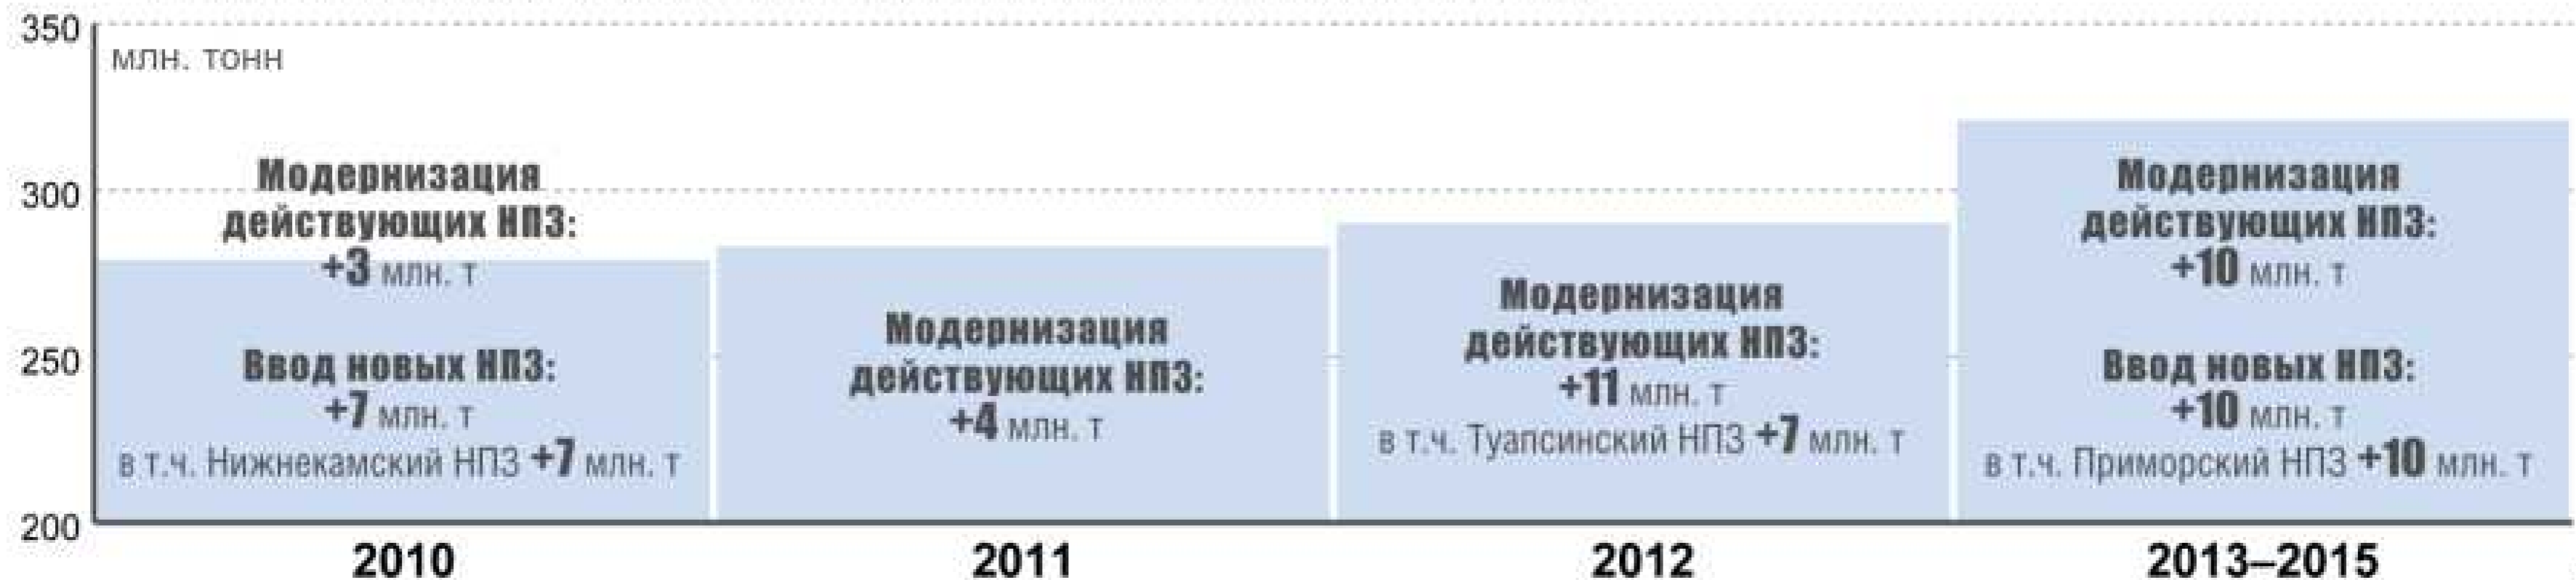 350
млн. тонн
300
250
200
Модернизация
действующих НПЗ:
+3 млн. т
Ввод новых НПЗ:
+7 млн. т
в т.ч. Нижнекамский НПЗ +7 млн. т
Модернизация
действующих НПЗ:
+4 млн. т
Модернизация
действующих НПЗ:
+11 млн. т
в т.ч. Туапсинский НПЗ +7 млн. т
Модернизация
действующих НПЗ:
+10 млн. т
Ввод новых НПЗ:
+10 млн. т
в т.ч. Приморский НПЗ +10 млн. т
2010
2011
2012
2013–2015